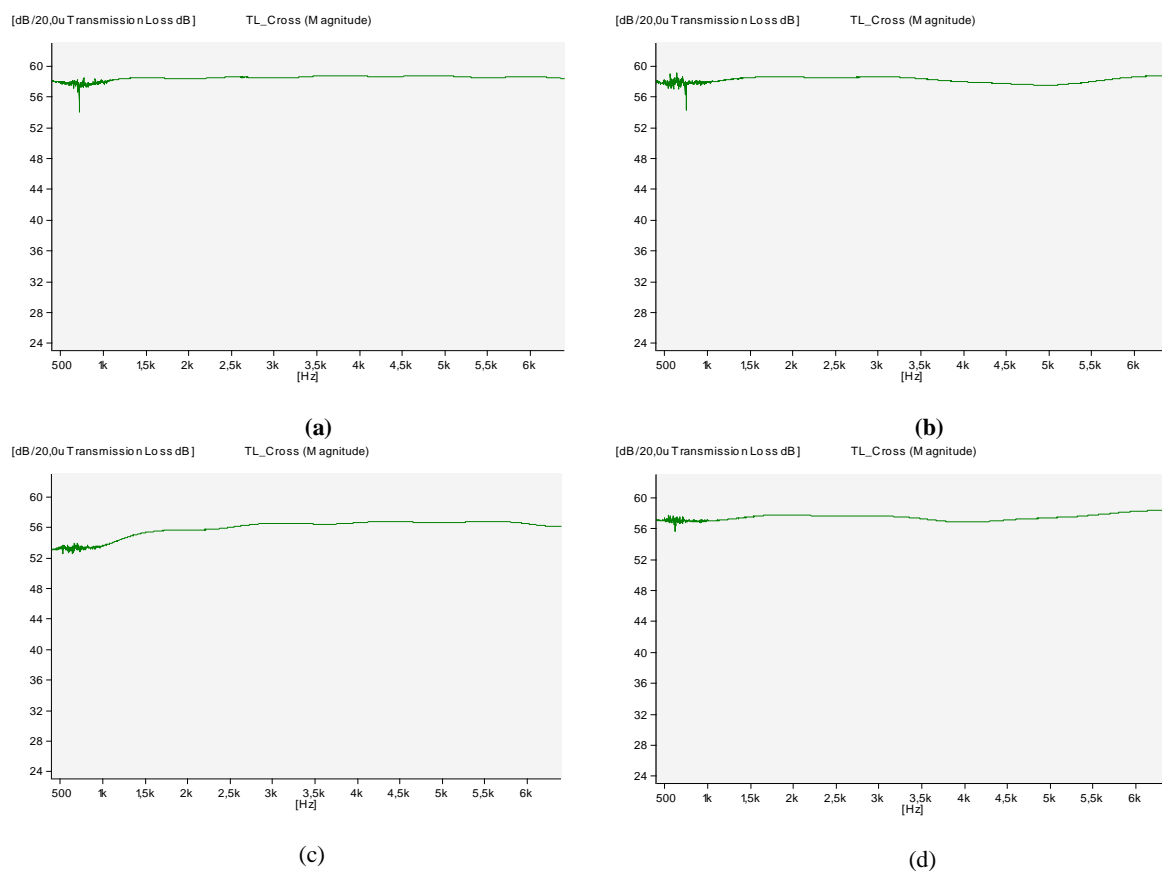 [dB/20,0u Transmission Loss dB] TL_Cross (Magnitude)
60
56
52
48
44
40
36
32
28
24
500 1k 1,5k 2k 2,5k 3k 3,5k 4k 4,5k 5k 5,5k 6k
[Hz]
(a)
[dB/20,0u Transmission Loss dB] TL_Cross (Magnitude)
60
56
52
48
44
40
36
32
28
24
500 1k 1,5k 2k 2,5k 3k 3,5k 4k 4,5k 5k 5,5k 6k
[Hz]
(b)
[dB/20,0u Transmission Loss dB] TL_Cross (Magnitude)
60
56
52
48
44
40
36
32
28
24
500 1k 1,5k 2k 2,5k 3k 3,5k 4k 4,5k 5k 5,5k 6k
[Hz]
(c)
[dB/20,0u Transmission Loss dB] TL_Cross (Magnitude)
60
56
52
48
44
40
36
32
28
24
500 1k 1,5k 2k 2,5k 3k 3,5k 4k 4,5k 5k 5,5k 6k
[Hz]
(d)